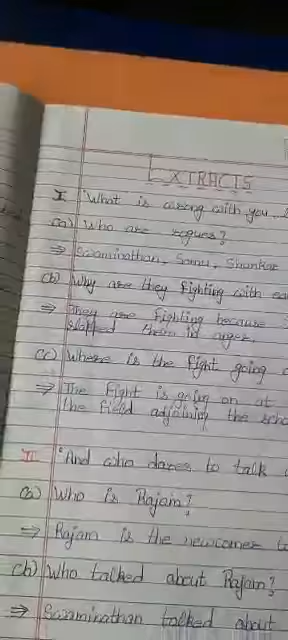 EXTRACTS
I "What is wrong with you
(a) Who are rogues?
⇒ Swaminathan, Somu, Shankar
(b) Why are they fighting with
⇒ They are fighting because
slapped them in anger.
(c) Where is the fight going
⇒ The fight is going on at
the field adjoining the
II "And who dares to talk
(a) Who is Rajam?
⇒ Rajam is the newcomer to
(b) Who talked about Rajam?
⇒ Swaminathan talked about